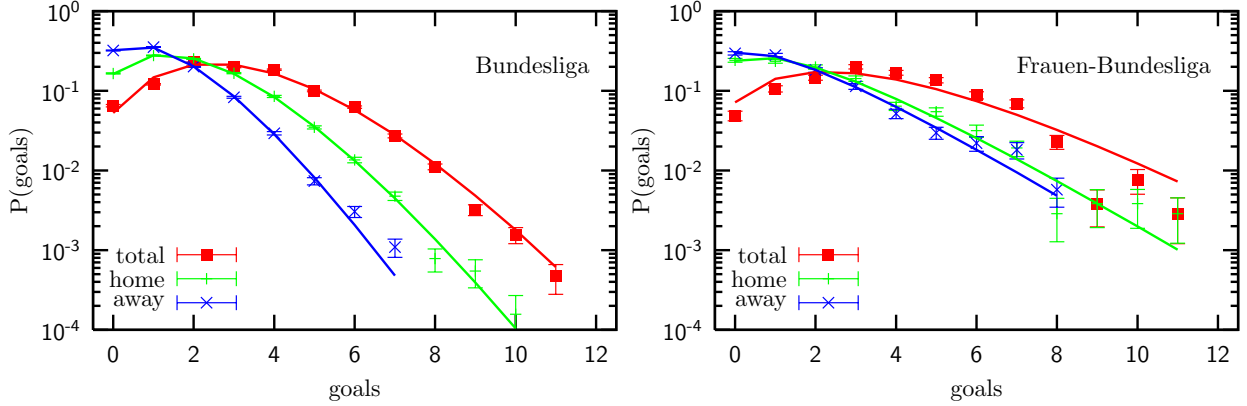 10^0
10^-1
10^-2
10^-3
10^-4
P(goals)
Bundesliga
total
home
away
0 2 4 6 8 10 12
goals
10^0
10^-1
10^-2
10^-3
10^-4
P(goals)
Frauen-Bundesliga
total
home
away
0 2 4 6 8 10 12
goals